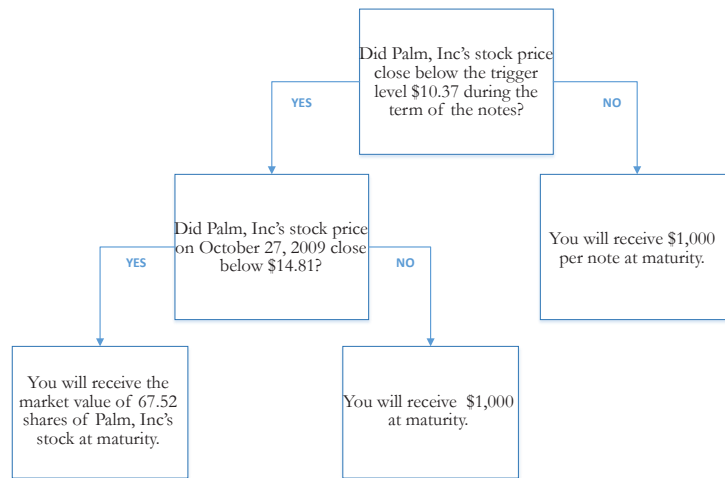 Did Palm, Inc's stock price
close below the trigger
level $10.37 during the
term of the notes?
YES
NO
Did Palm, Inc's stock price
on October 27, 2009 close
below $14.81?
You will receive $1,000
per note at maturity.
YES
NO
You will receive the
market value of 67.52
shares of Palm, Inc's
stock at maturity.
You will receive  $1,000
at maturity.